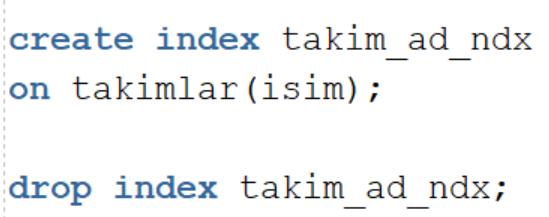 create index takim_ad_ndx
on takimlar(isim);
drop index takim_ad_ndx;